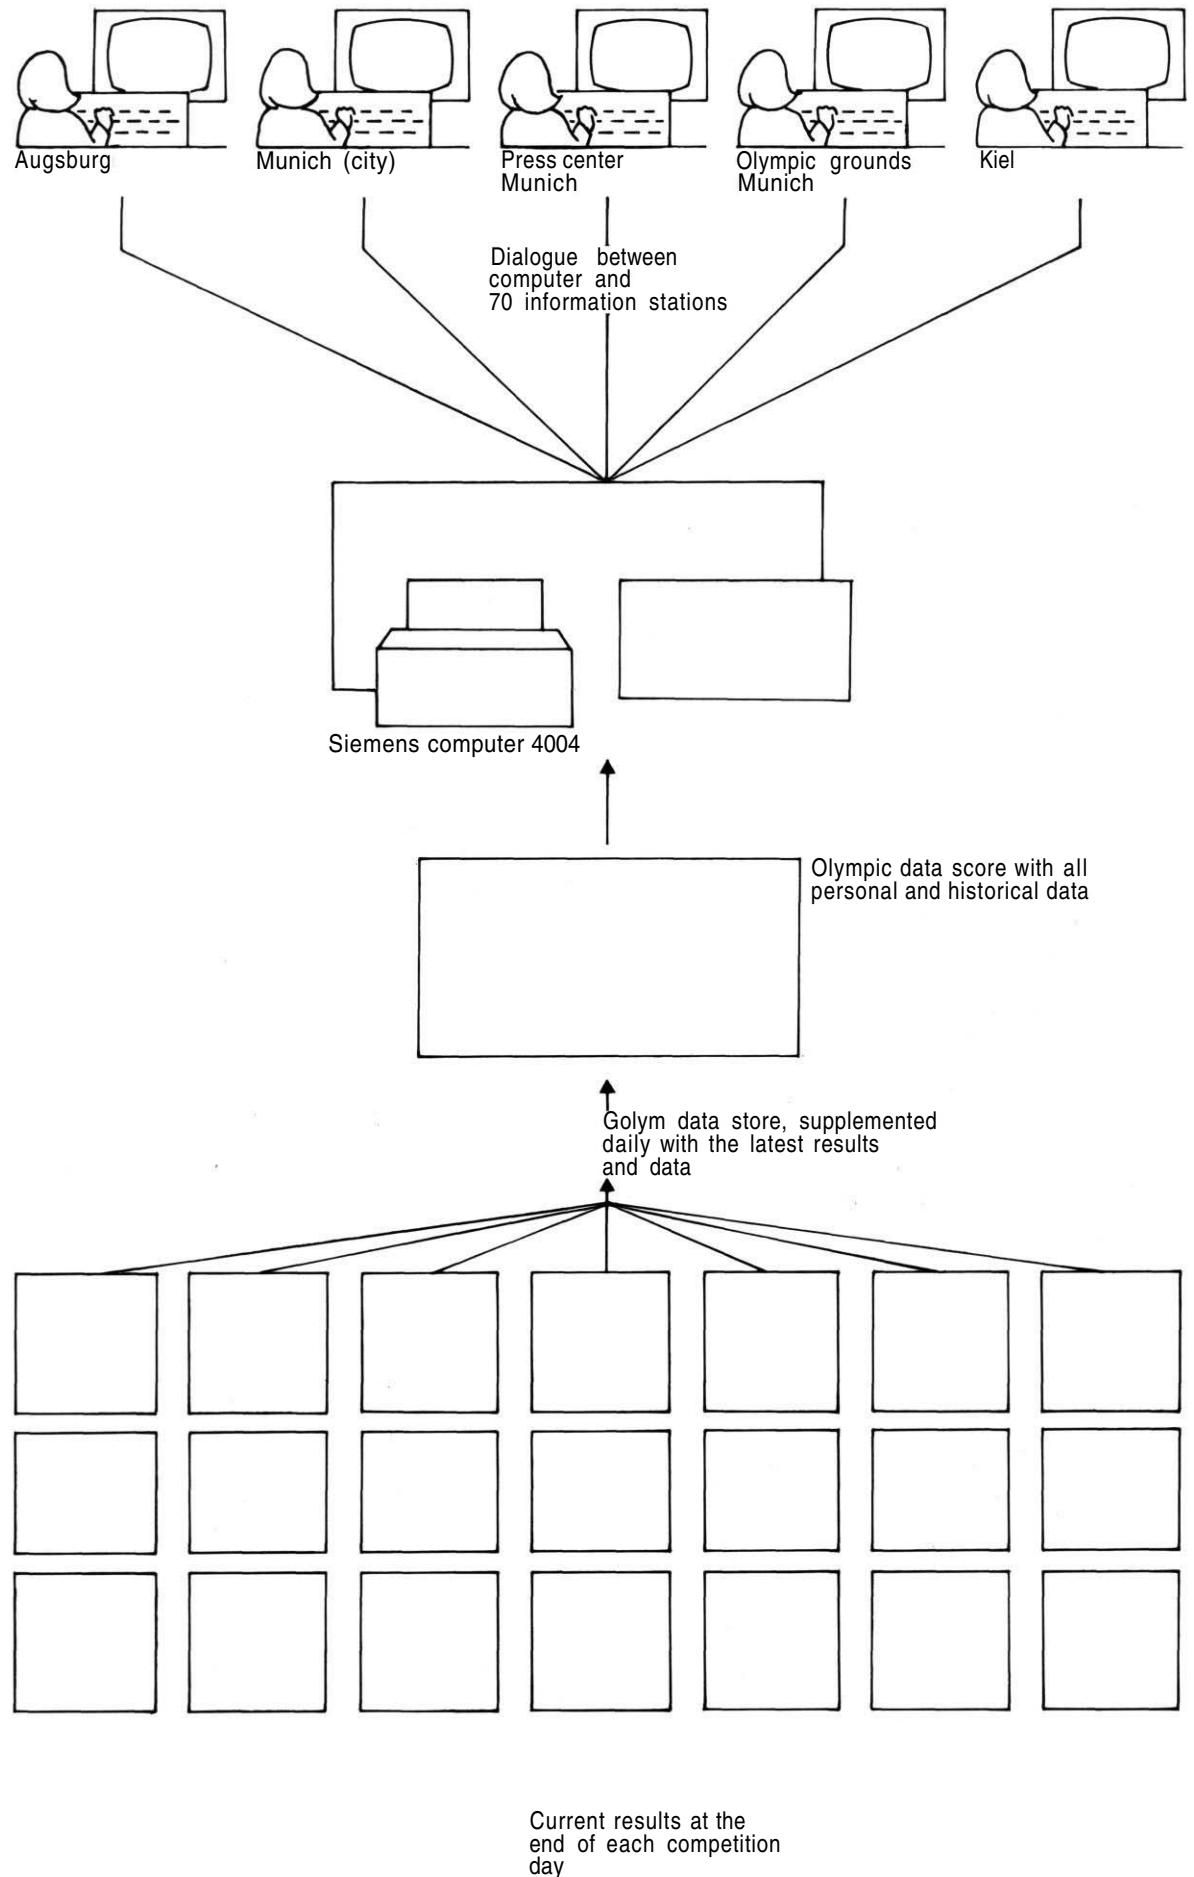 Augsburg
Munich (city)
Press center
Munich
Olympic grounds
Munich
Kiel
Dialogue between
computer and
70 information stations
Siemens computer 4004
Olympic data score with all
personal and historical data
Golym data store, supplemented
daily with the latest results
and data
Current results at the
end of each competition
day